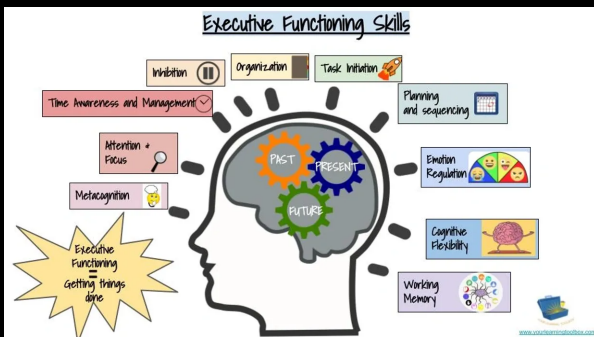 Executive Functioning Skills
Inhibition
Organization
Task Initiation
Time Awareness and Management
Planning
and sequencing
Attention +
Focus
Emotion
Regulation
Metacognition
PAST
PRESENT
FUTURE
Cognitive
Flexibility
Working
Memory
Executive
Functioning
=
Getting things
done
www.yourlearningtoolbox.com